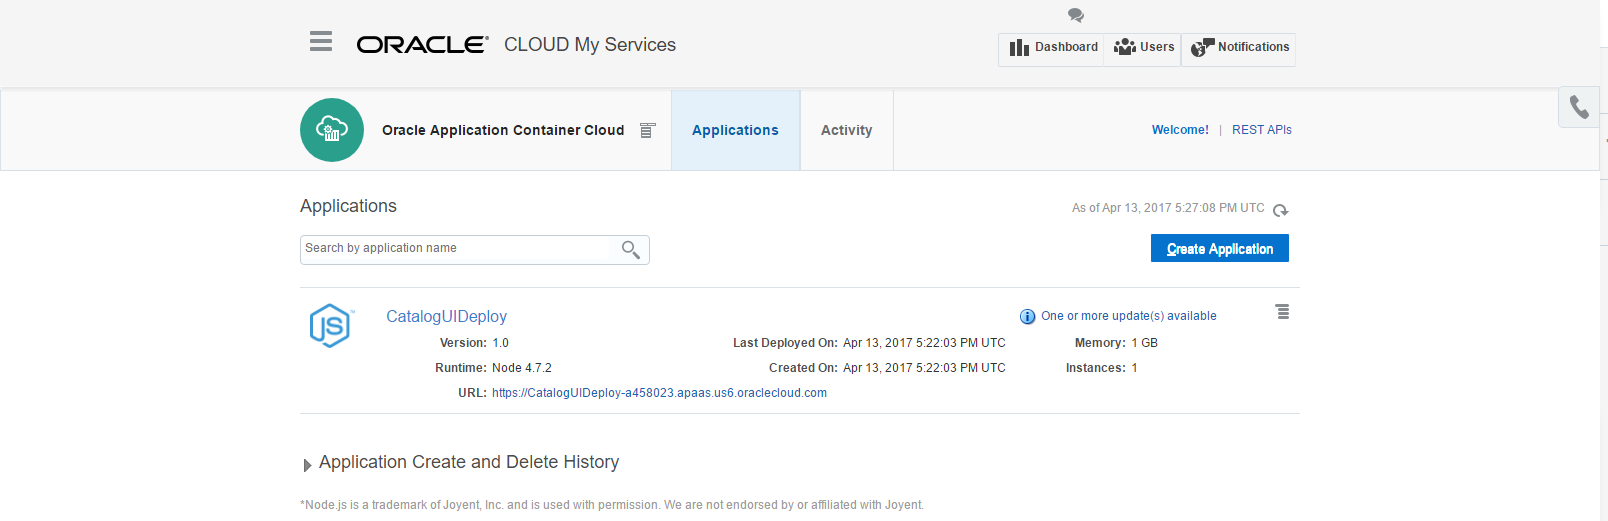 ORACLE® CLOUD My Services
Dashboard Users Notifications
Oracle Application Container Cloud Applications Activity Welcome! | REST APIs
Applications
As of Apr 13, 2017 5:27:08 PM UTC
Search by application name
Create Application
JS™ CatalogUIDeploy One or more update(s) available
Version: 1.0 Last Deployed On: Apr 13, 2017 5:22:03 PM UTC Memory: 1 GB
Runtime: Node 4.7.2 Created On: Apr 13, 2017 5:22:03 PM UTC Instances: 1
URL: https://CatalogUIDeploy-a458023.apaas.us6.oraclecloud.com
Application Create and Delete History
*Node.js is a trademark of Joyent, Inc. and is used with permission. We are not endorsed by or affiliated with Joyent.